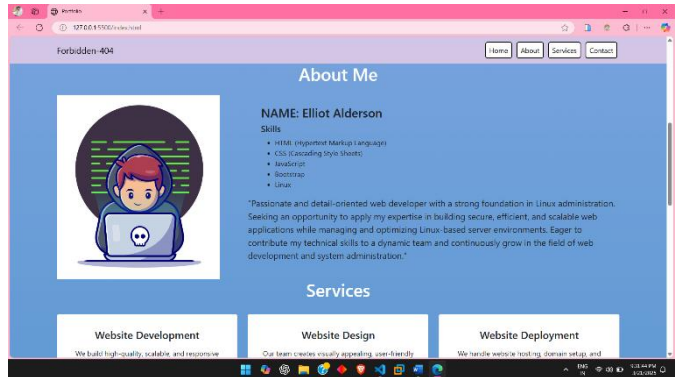 Portfolio
127.0.0.1:5500/index.html
Forbidden-404
Home
About
Services
Contact
About Me
NAME: Elliot Alderson
Skills
HTML (Hypertext Markup Language)
CSS (Cascading Style Sheets)
JavaScript
Bootstrap
Linux
"Passionate and detail-oriented web developer with a strong foundation in Linux administration.
Seeking an opportunity to apply my expertise in building secure, efficient, and scalable web
applications while managing and optimizing Linux-based server environments. Eager to
contribute my technical skills to a dynamic team and continuously grow in the field of web
development and system administration."
Services
Website Development
Website Design
Website Deployment
We build high-quality, scalable, and responsive
Our team creates visually appealing, user-friendly
We handle website hosting, domain setup, and
ENG
IN
3/21/2025